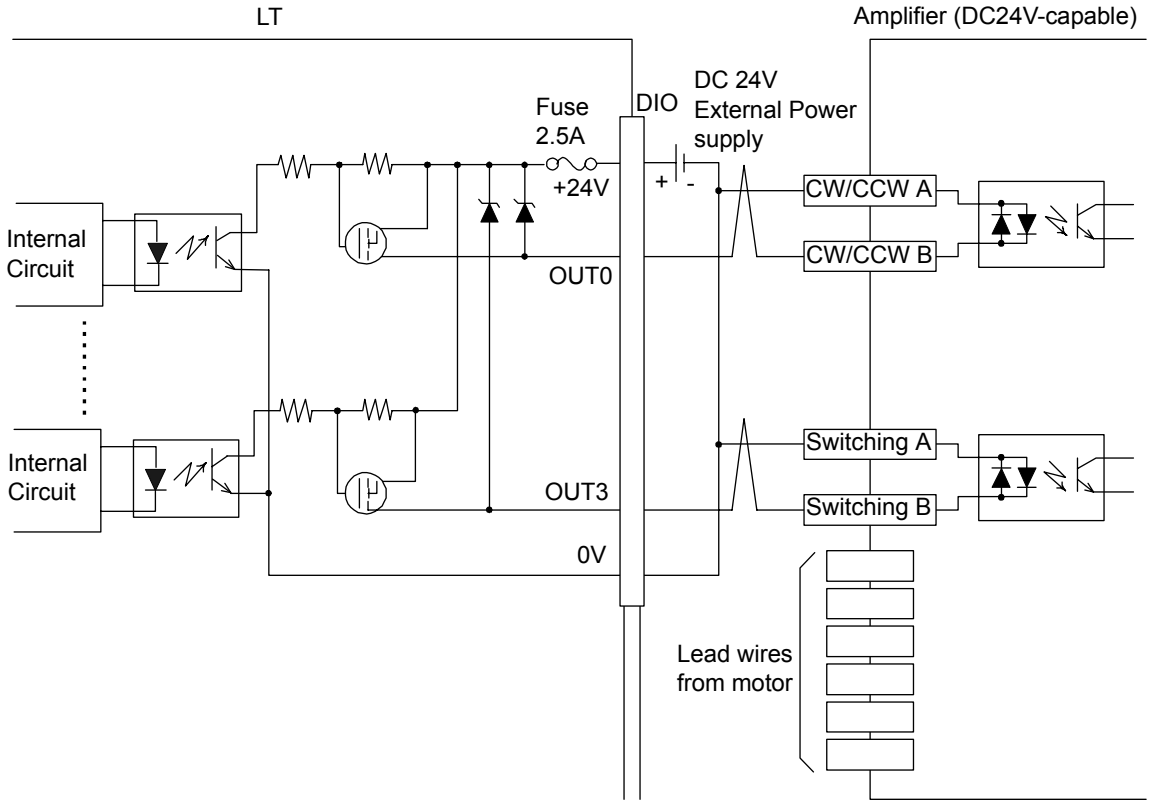 LT
Amplifier (DC24V-capable)
Fuse
2.5A
DIO
DC 24V
External Power
supply
+24V
+ -
CW/CCW A
CW/CCW B
Internal
Circuit
OUT0
Internal
Circuit
OUT3
0V
Switching A
Switching B
Lead wires
from motor